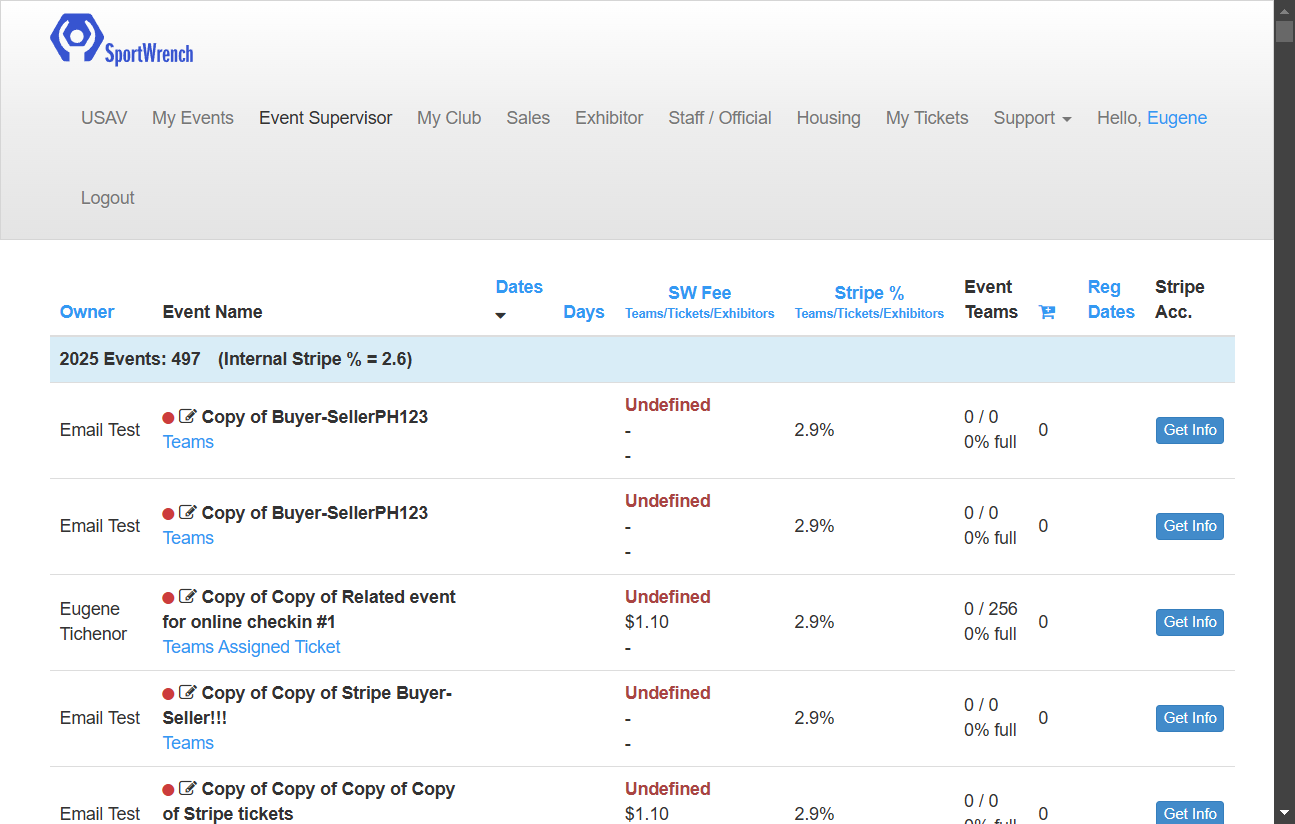 SportWrench
USAV My Events Event Supervisor My Club Sales Exhibitor Staff / Official Housing My Tickets Support Hello, Eugene
Logout
Owner Event Name Dates Days SW Fee Teams/Tickets/Exhibitors Stripe % Teams/Tickets/Exhibitors Event Teams Reg Dates Stripe Acc.
2025 Events: 497 (Internal Stripe % = 2.6)
Email Test Copy of Buyer-SellerPH123 Undefined 0 / 0
Teams - 2.9% 0% full 0 Get Info
-
Email Test Copy of Buyer-SellerPH123 Undefined 0 / 0
Teams - 2.9% 0% full 0 Get Info
-
Eugene Copy of Copy of Related event Undefined 0 / 256
Tichenor for online checkin #1 $1.10 2.9% 0% full 0 Get Info
Teams Assigned Ticket -
Email Test Copy of Copy of Stripe Buyer- Undefined 0 / 0
Seller!!! - 2.9% 0% full 0 Get Info
Teams -
Copy of Copy of Copy of Copy Undefined 0 / 0
Email Test of Stripe tickets $1.10 2.9% 0% full 0 Get Info